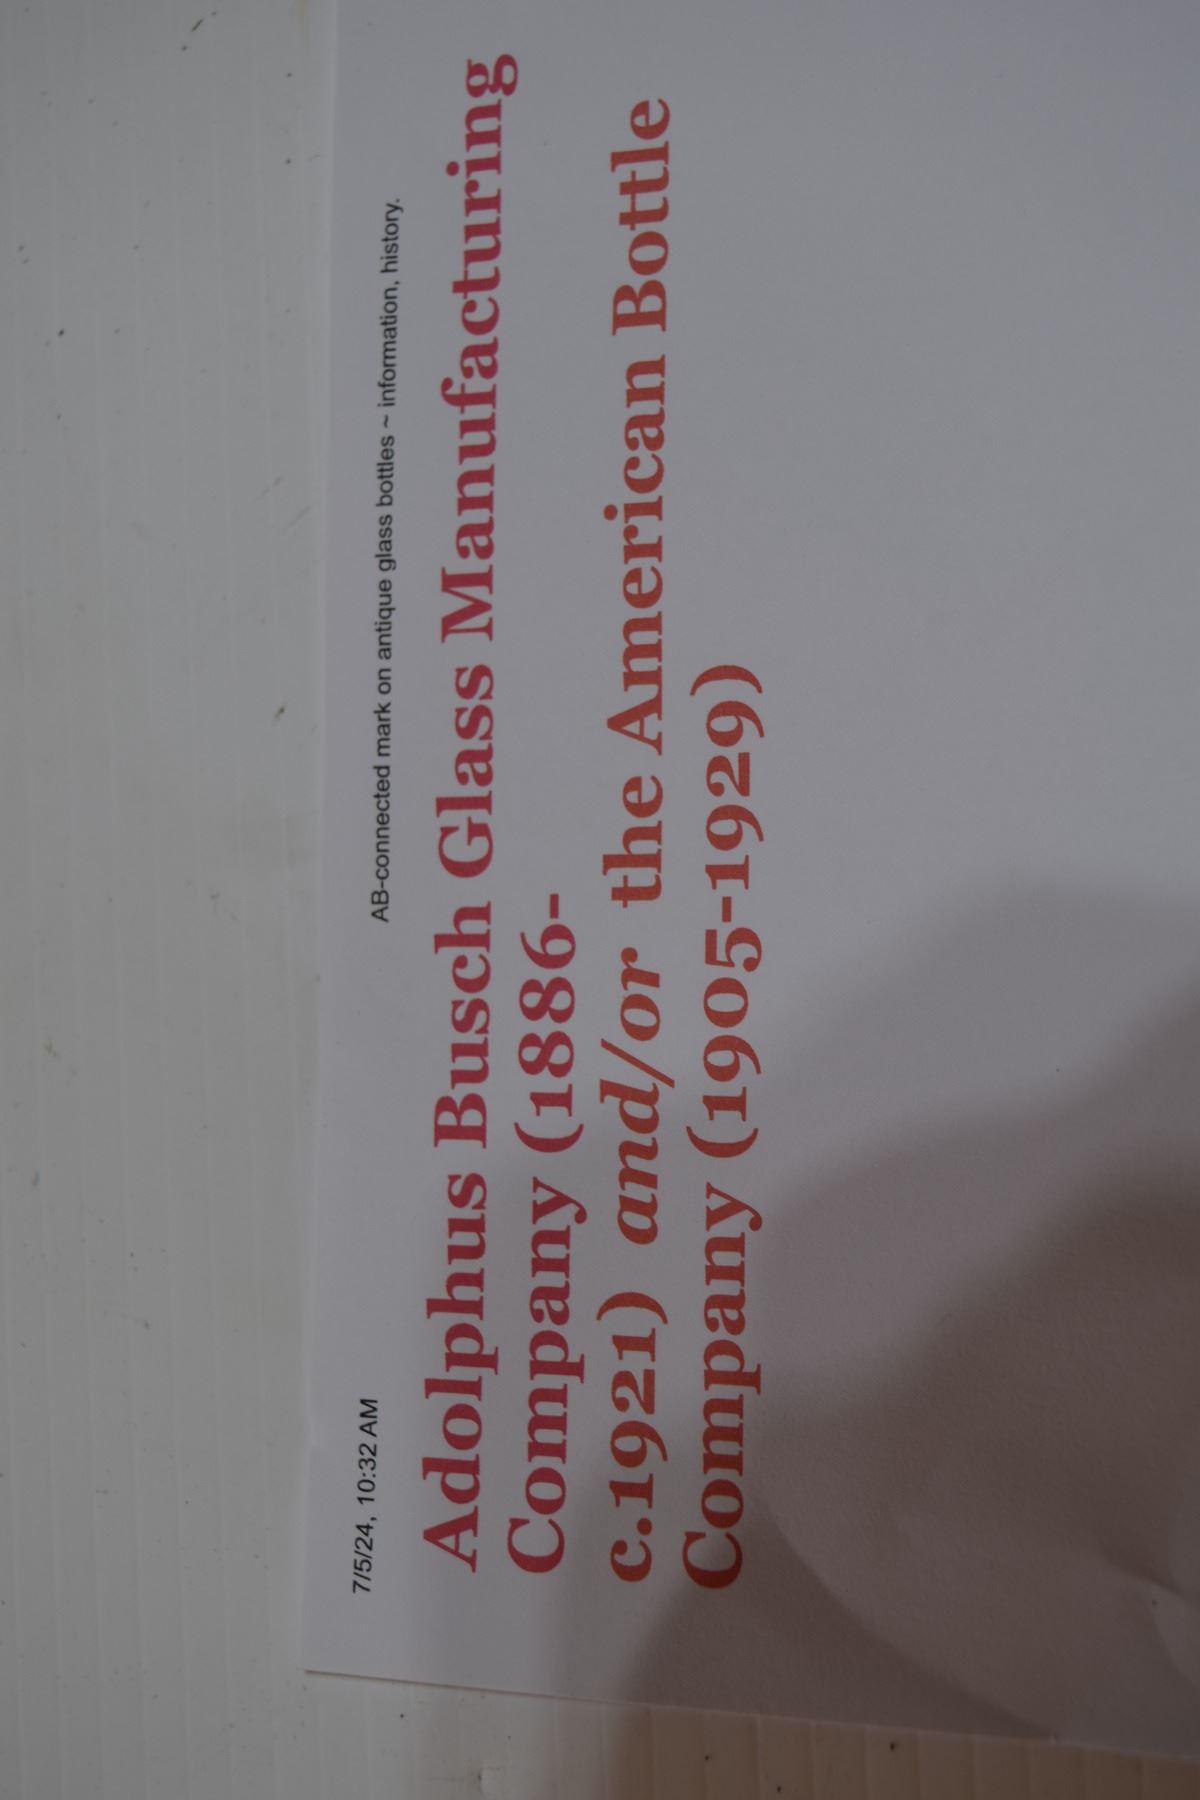 7/5/24, 10:32 AM
AB-connected mark on antique glass bottles ~ information, history.
Adolphus Busch Glass Manufacturing
Company (1886-
c.1921) and/or the American Bottle
Company (1905-1929)